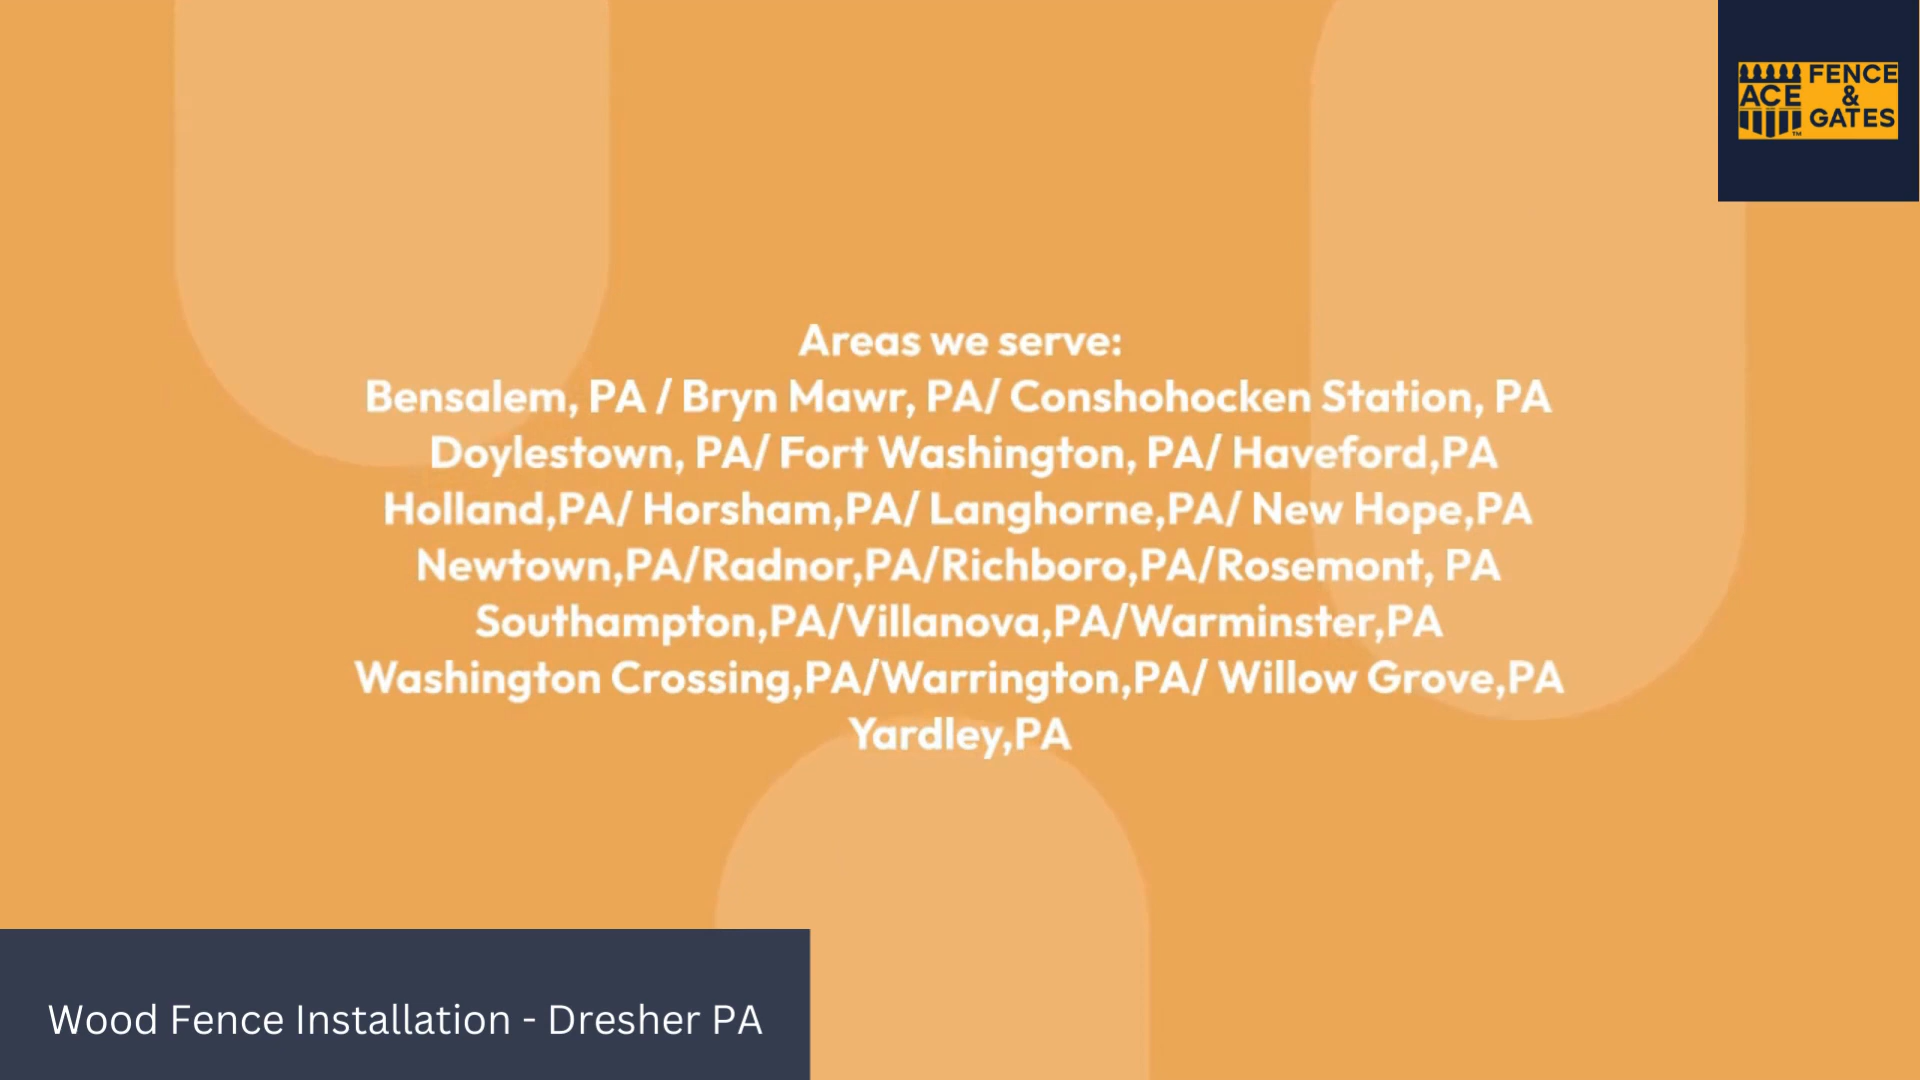 ACE
FENCE
&
GATES
TM
Areas we serve:
Bensalem, PA / Bryn Mawr, PA/ Conshohocken Station, PA
Doylestown, PA/ Fort Washington, PA/ Haveford,PA
Holland,PA/ Horsham,PA/ Langhorne,PA/ New Hope,PA
Newtown,PA/Radnor,PA/Richboro,PA/Rosemont, PA
Southampton,PA/Villanova,PA/Warminster,PA
Washington Crossing,PA/Warrington,PA/ Willow Grove,PA
Yardley,PA
Wood Fence Installation - Dresher PA